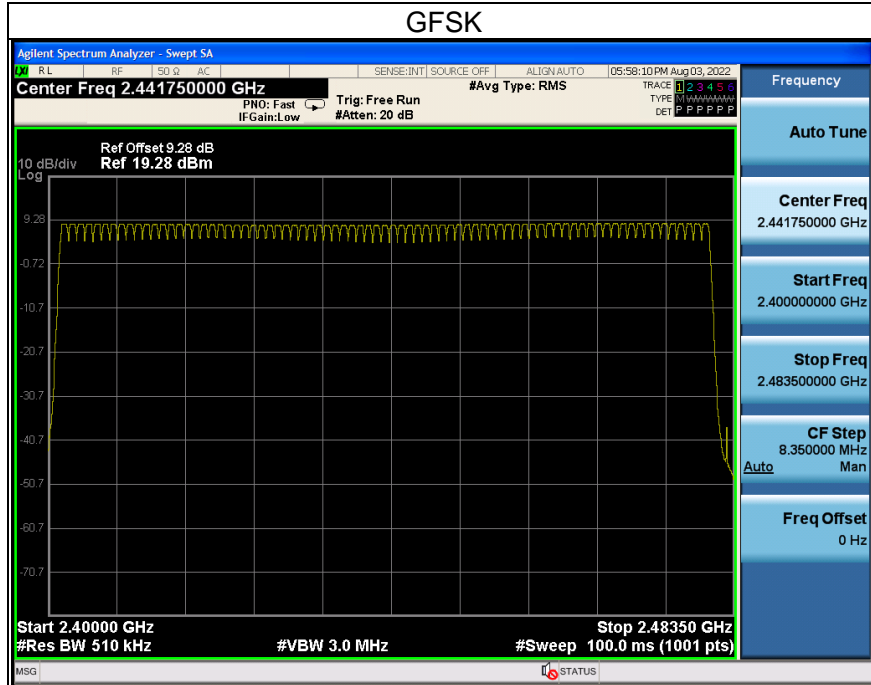 GFSK
Agilent Spectrum Analyzer - Swept SA
LXI RL RF 50 Ω AC SENSE:INT SOURCE OFF ALIGN AUTO 05:58:10 PM Aug 03, 2022
Center Freq 2.441750000 GHz #Avg Type: RMS TRACE 1 2 3 4 5 6
PNO: Fast Trig: Free Run TYPE MWWWWW
IFGain:Low #Atten: 20 dB DET P P P P P P
Ref Offset 9.28 dB
10 dB/div Ref 19.28 dBm
Log
9.28
-0.72
-10.7
-20.7
-30.7
-40.7
-50.7
-60.7
-70.7
Start 2.40000 GHz Stop 2.48350 GHz
#Res BW 510 kHz #VBW 3.0 MHz #Sweep 100.0 ms (1001 pts)
MSG STATUS
Frequency
Auto Tune
Center Freq
2.441750000 GHz
Start Freq
2.400000000 GHz
Stop Freq
2.483500000 GHz
CF Step
8.350000 MHz
Auto Man
Freq Offset
0 Hz